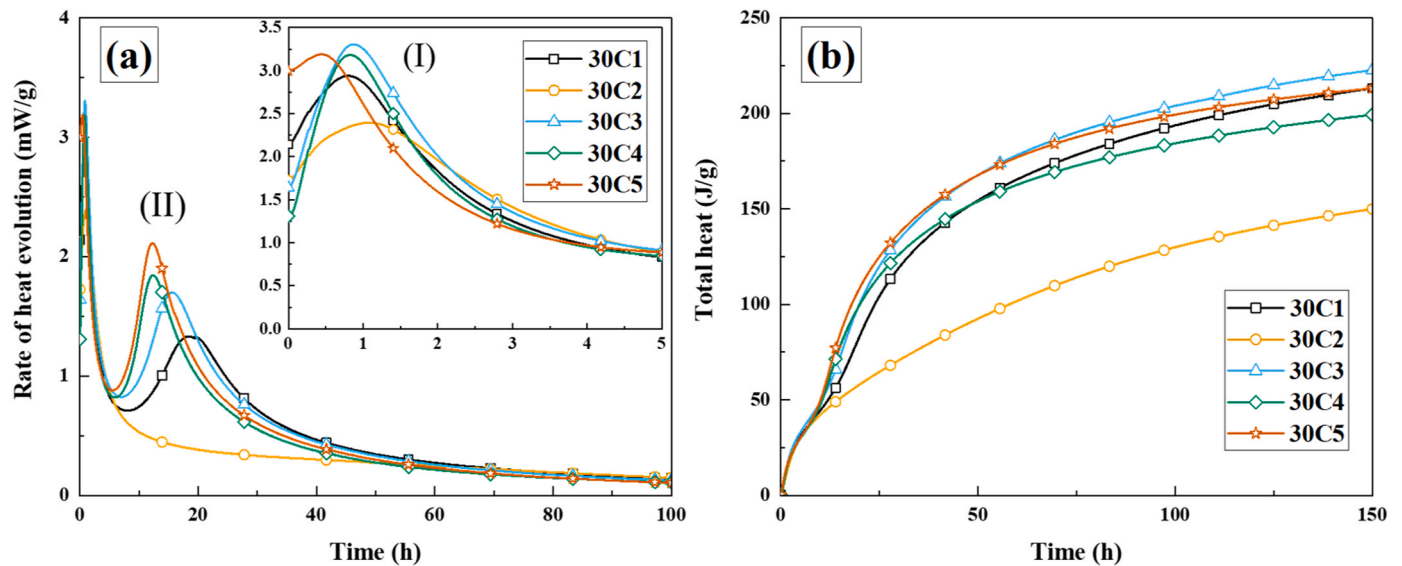 (a)
Rate of heat evolution (mW/g)
4
3
2
1
0
(II)
0 20 40 60 80 100
Time (h)
(I)
3.5
3.0
2.5
2.0
1.5
1.0
0.5
0.0
0 1 2 3 4 5
30C1
30C2
30C3
30C4
30C5
(b)
Total heat (J/g)
250
200
150
100
50
0
0 50 100 150
Time (h)
30C1
30C2
30C3
30C4
30C5